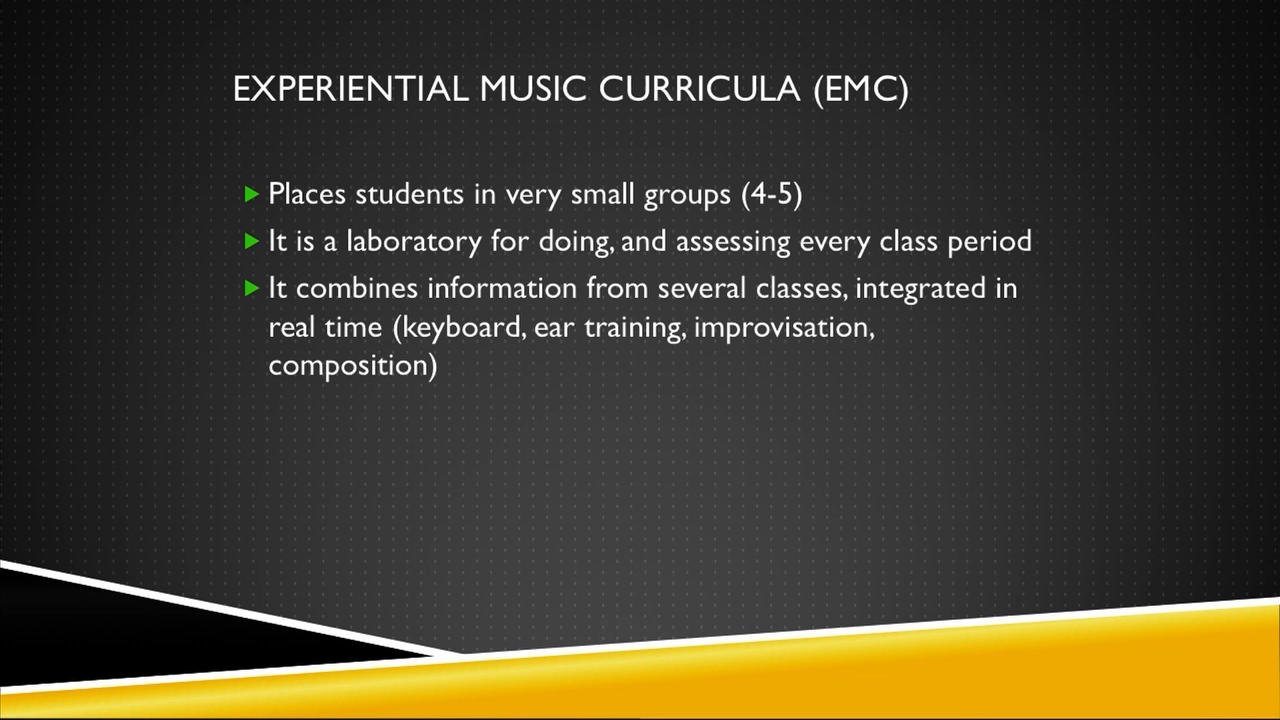 EXPERIENTIAL MUSIC CURRICULA (EMC)
Places students in very small groups (4-5)
It is a laboratory for doing, and assessing every class period
It combines information from several classes, integrated in
real time (keyboard, ear training, improvisation,
composition)